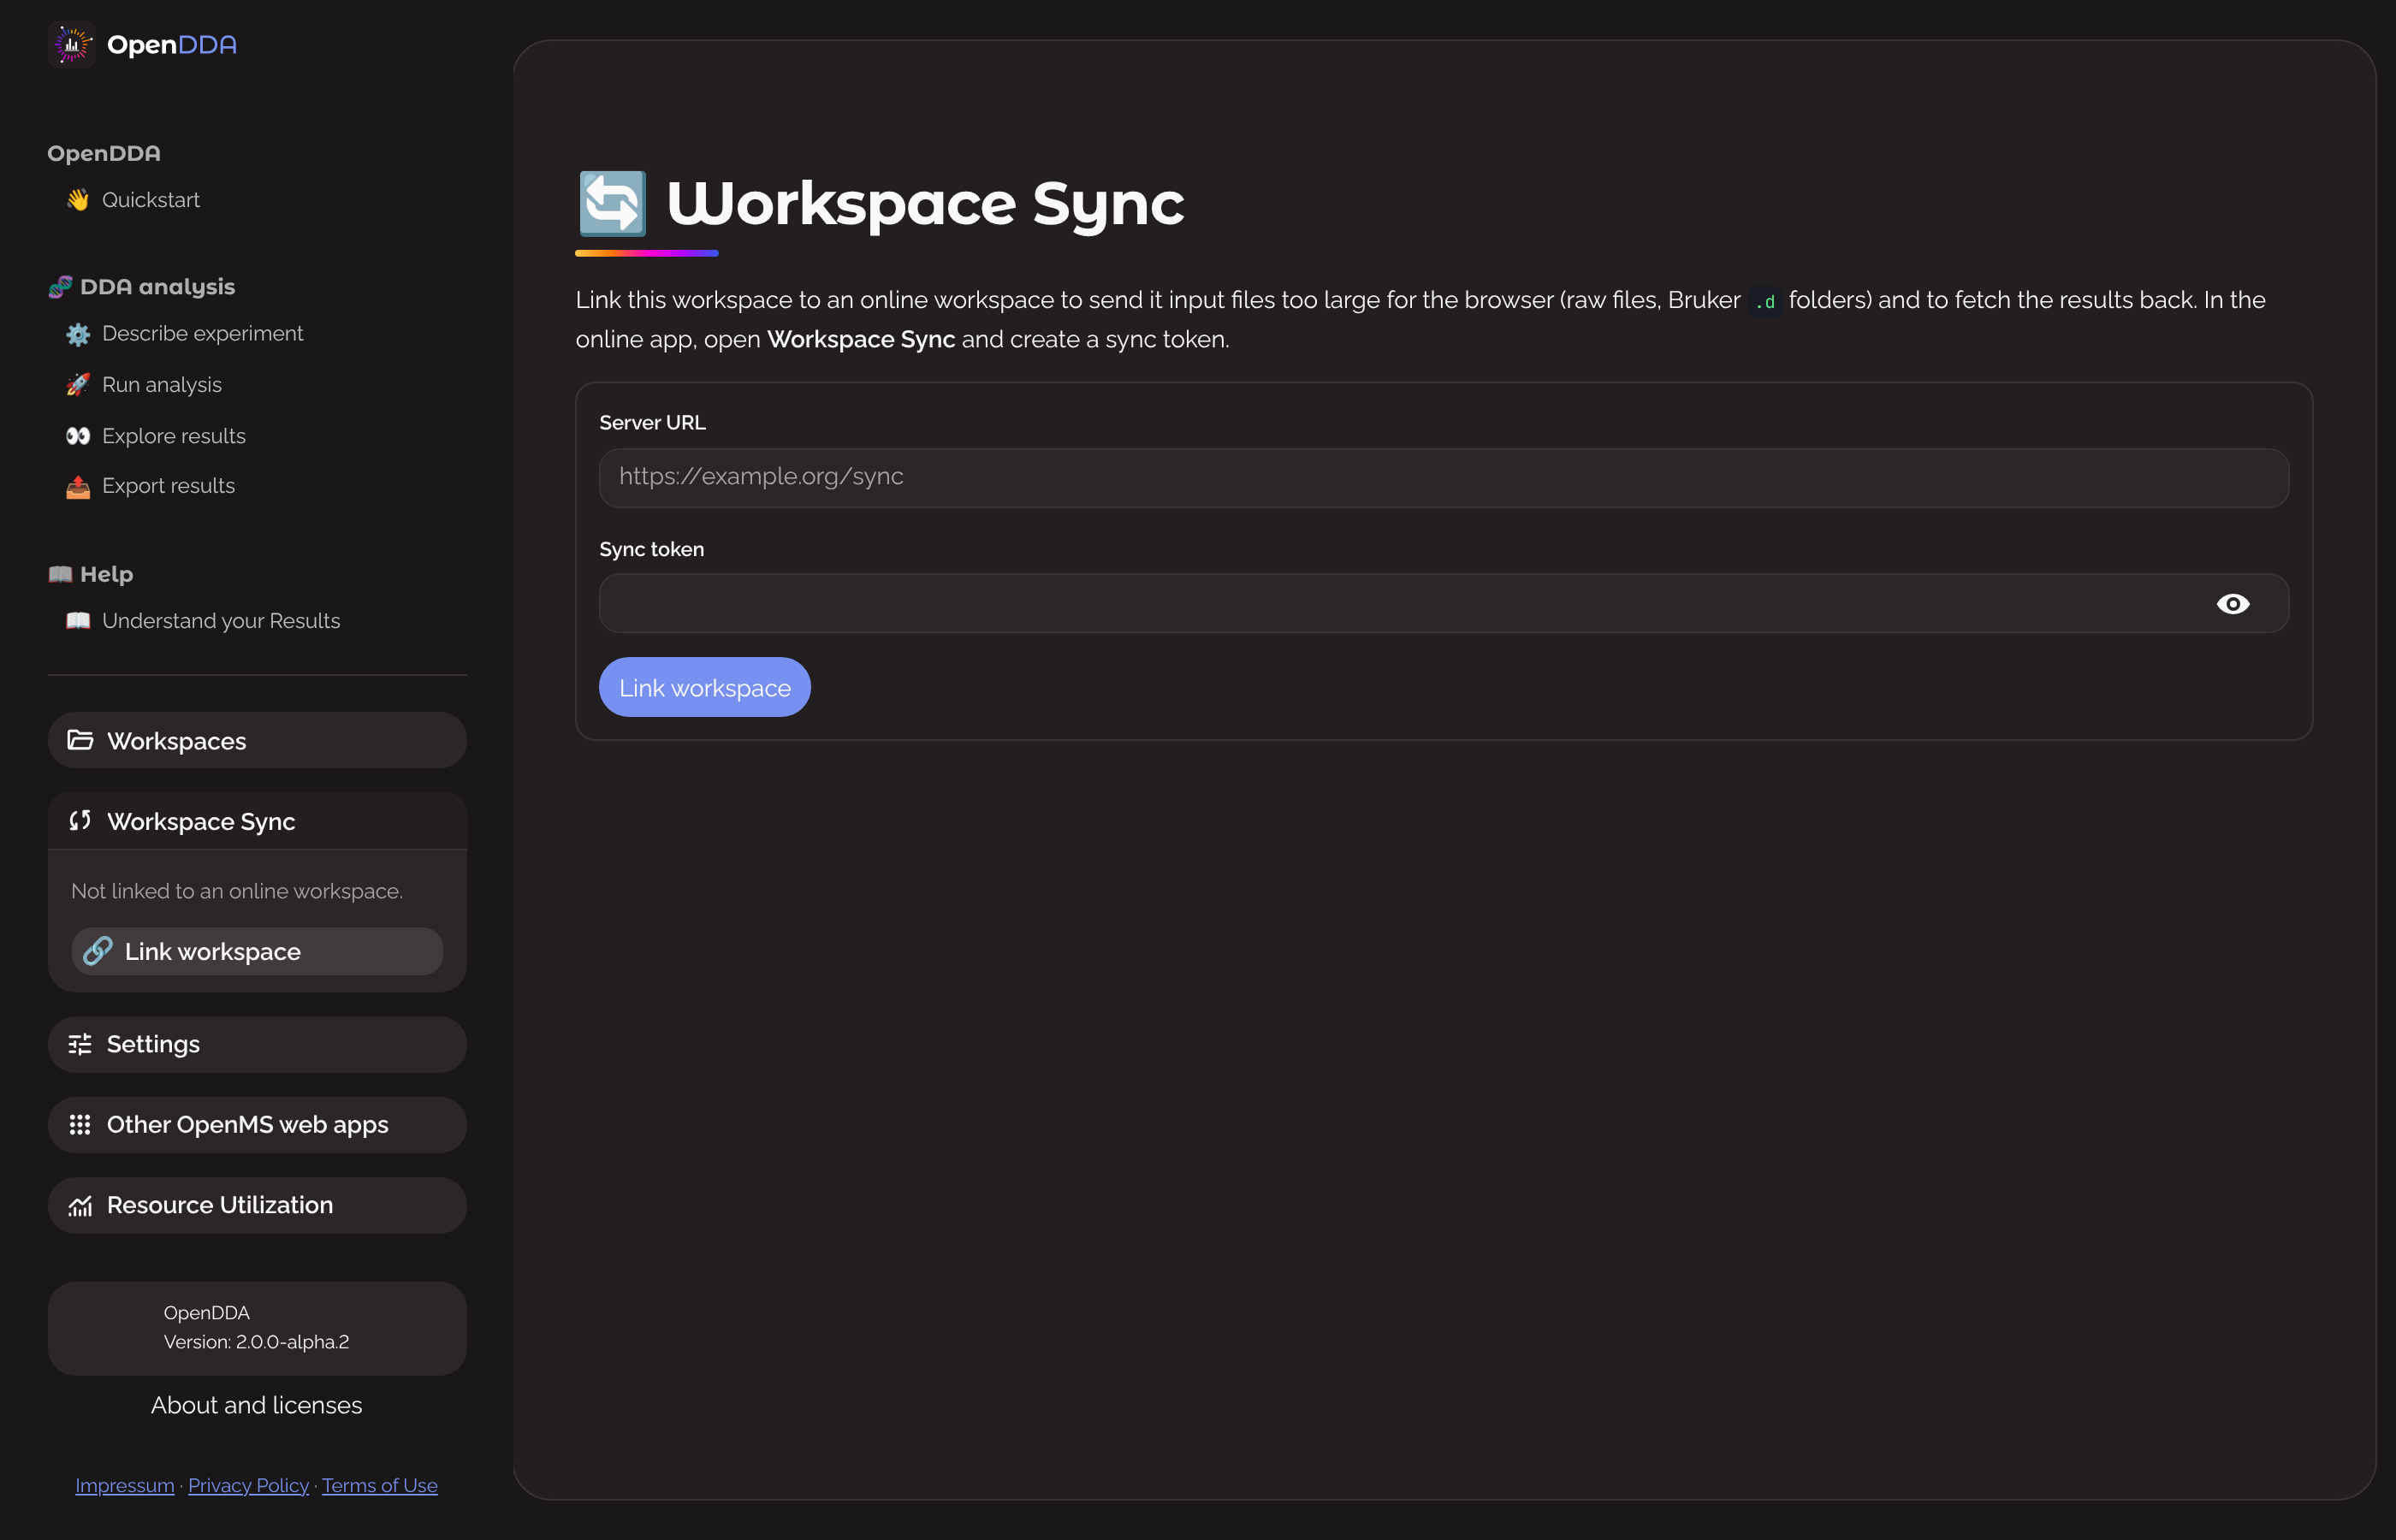 OpenDDA
OpenDDA
Quickstart
DDA analysis
Describe experiment
Run analysis
Explore results
Export results
Help
Understand your Results
Workspaces
Workspace Sync
Not linked to an online workspace.
Link workspace
Settings
Other OpenMS web apps
Resource Utilization
OpenDDA
Version: 2.0.0-alpha.2
About and licenses
Impressum · Privacy Policy · Terms of Use
Workspace Sync
Link this workspace to an online workspace to send it input files too large for the browser (raw files, Bruker .d folders) and to fetch the results back. In the
online app, open Workspace Sync and create a sync token.
Server URL
https://example.org/sync
Sync token
Link workspace